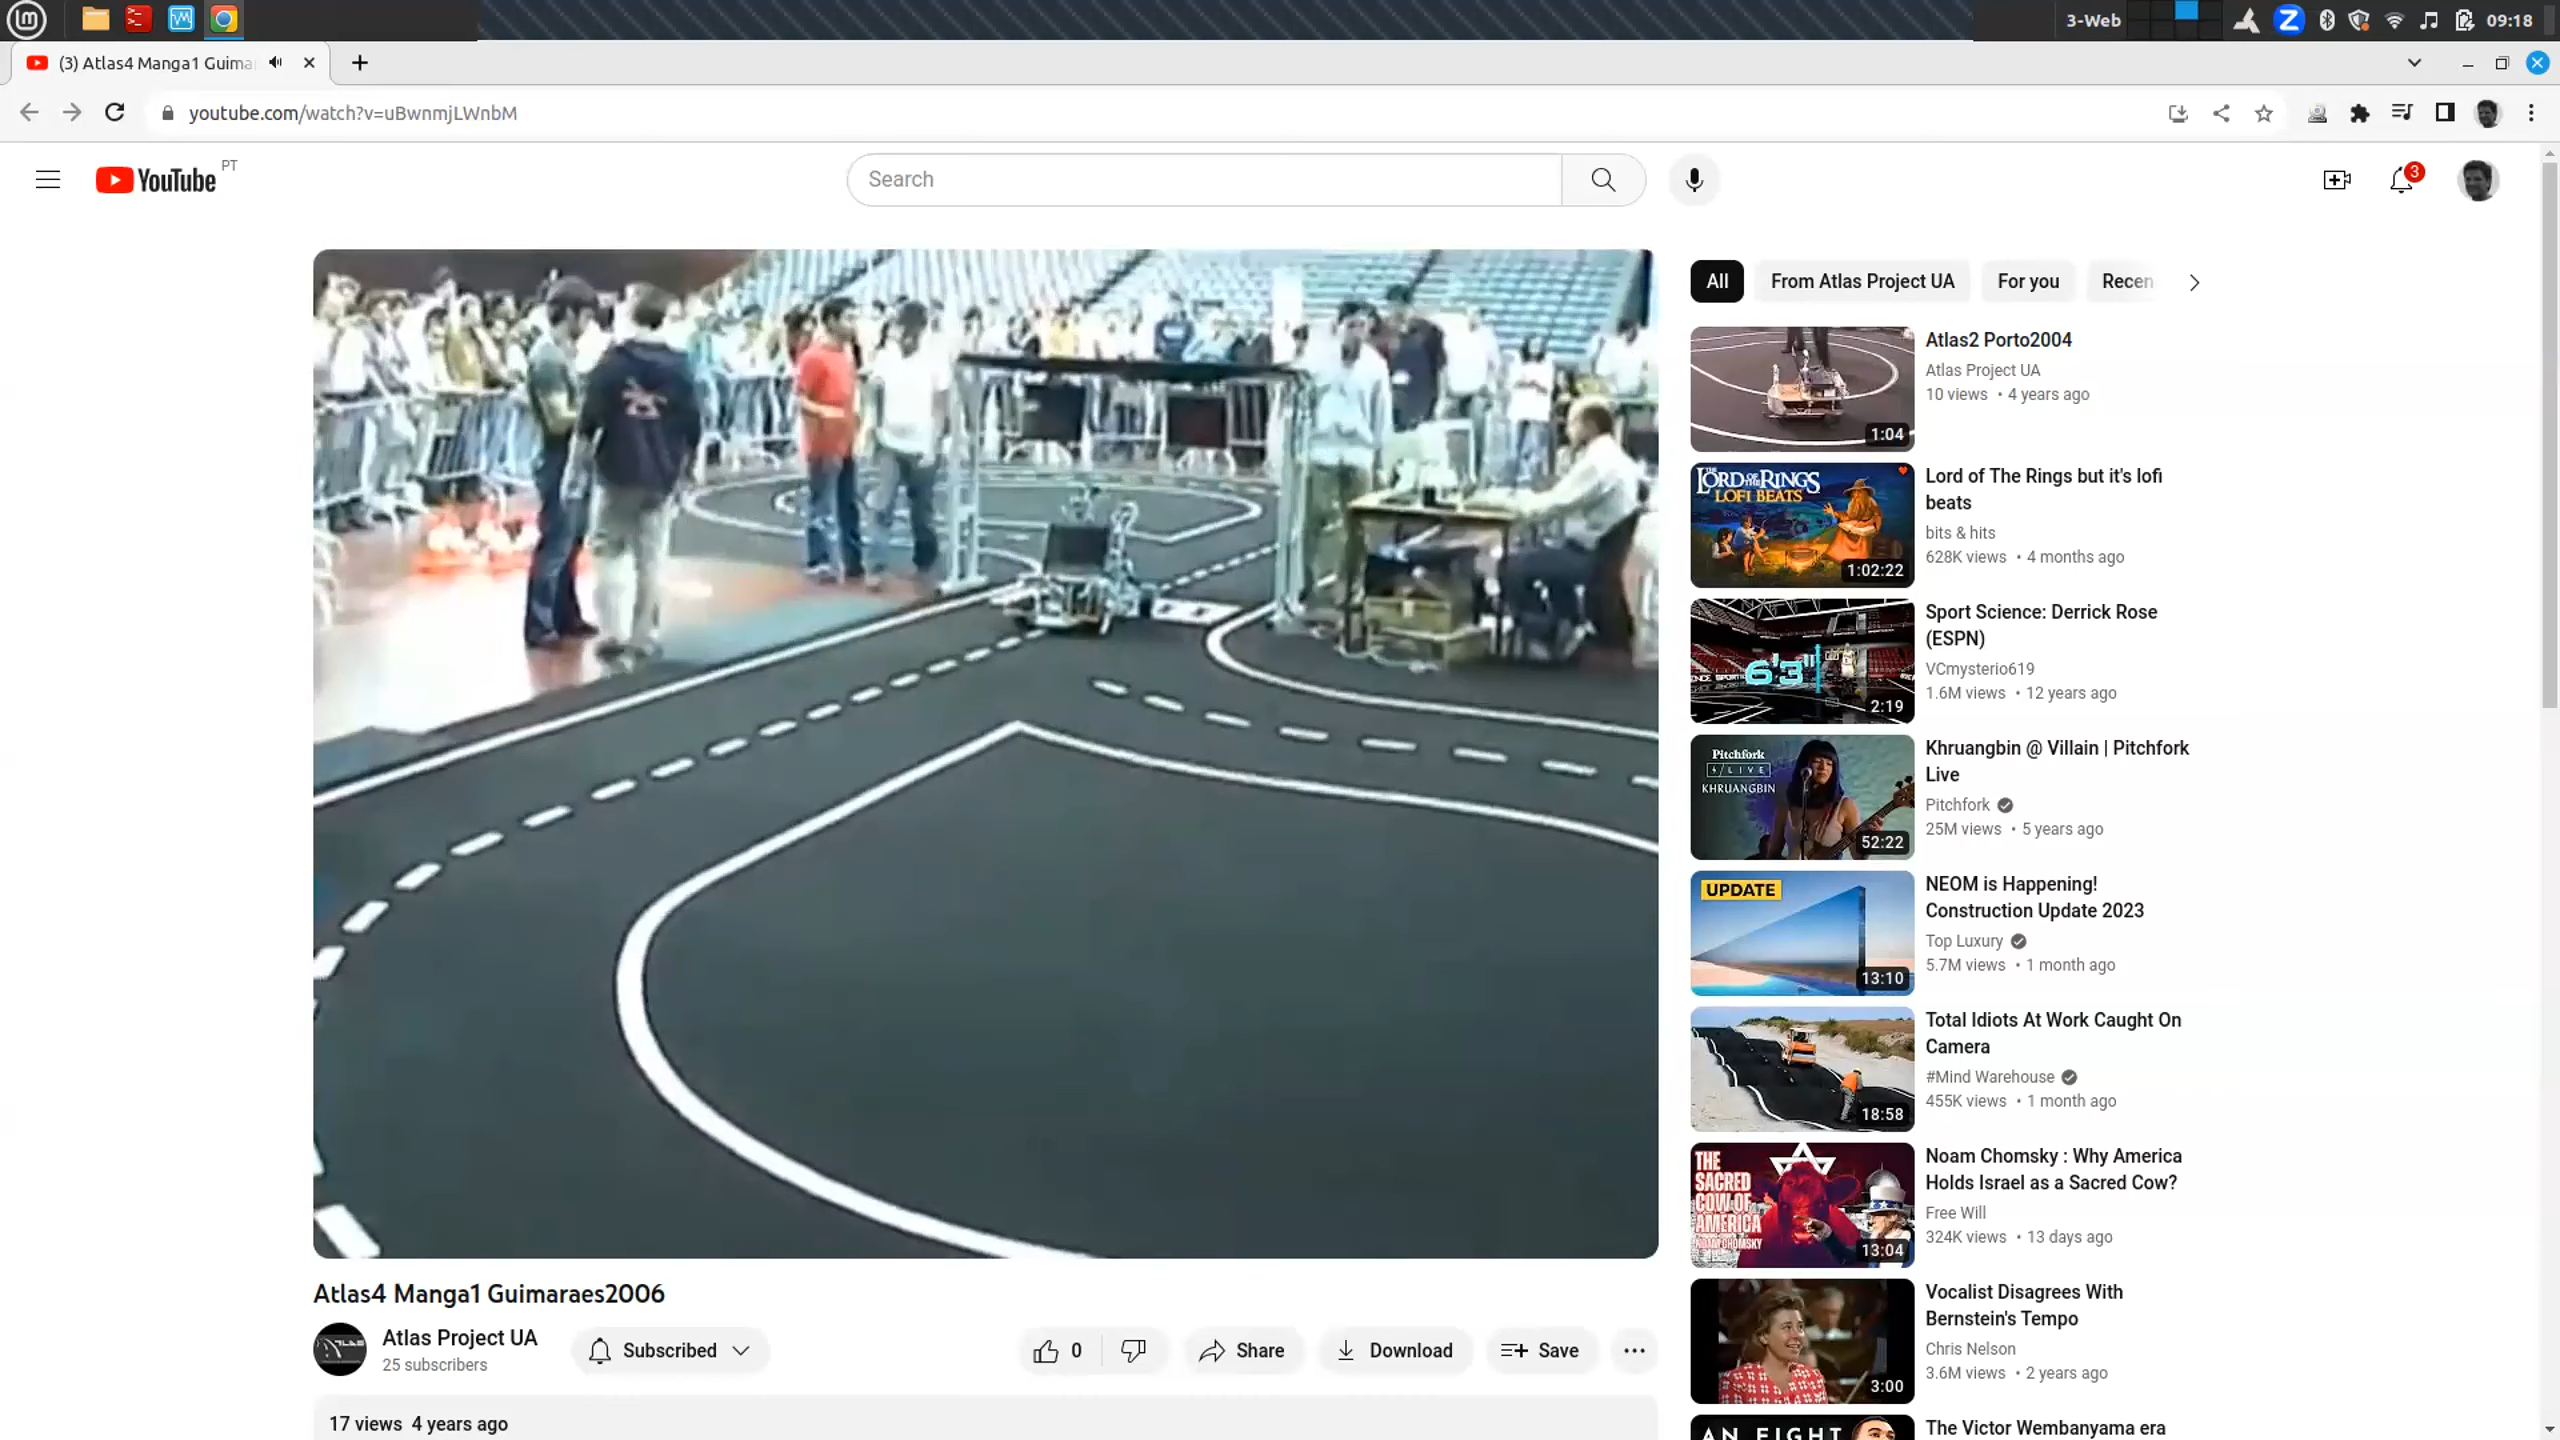 3-Web
09:18
(3) Atlas4 Manga1 Guima
youtube.com/watch?v=uBwnmjLWnbM
YouTube PT
Search
3
All
From Atlas Project UA
For you
Recen
Atlas2 Porto2004
Atlas Project UA
10 views • 4 years ago
1:04
THE LORD OF THE RINGS
LOFI BEATS
1:02:22
Lord of The Rings but it's lofi
beats
bits & hits
628K views • 4 months ago
6'3"
2:19
Sport Science: Derrick Rose
(ESPN)
VCmysterio619
1.6M views • 12 years ago
Pitchfork
LIVE
KHRUANGBIN
52:22
Khruangbin @ Villain | Pitchfork
Live
Pitchfork
25M views • 5 years ago
UPDATE
13:10
NEOM is Happening!
Construction Update 2023
Top Luxury
5.7M views • 1 month ago
18:58
Total Idiots At Work Caught On
Camera
#Mind Warehouse
455K views • 1 month ago
THE
SACRED
COW OF
AMERICA
NOAM CHOMSKY
13:04
Noam Chomsky : Why America
Holds Israel as a Sacred Cow?
Free Will
324K views • 13 days ago
3:00
Vocalist Disagrees With
Bernstein's Tempo
Chris Nelson
3.6M views • 2 years ago
AN EIGHT
The Victor Wembanyama era
Atlas4 Manga1 Guimaraes2006
Atlas Project UA
25 subscribers
Subscribed
0
Share
Download
Save
17 views 4 years ago